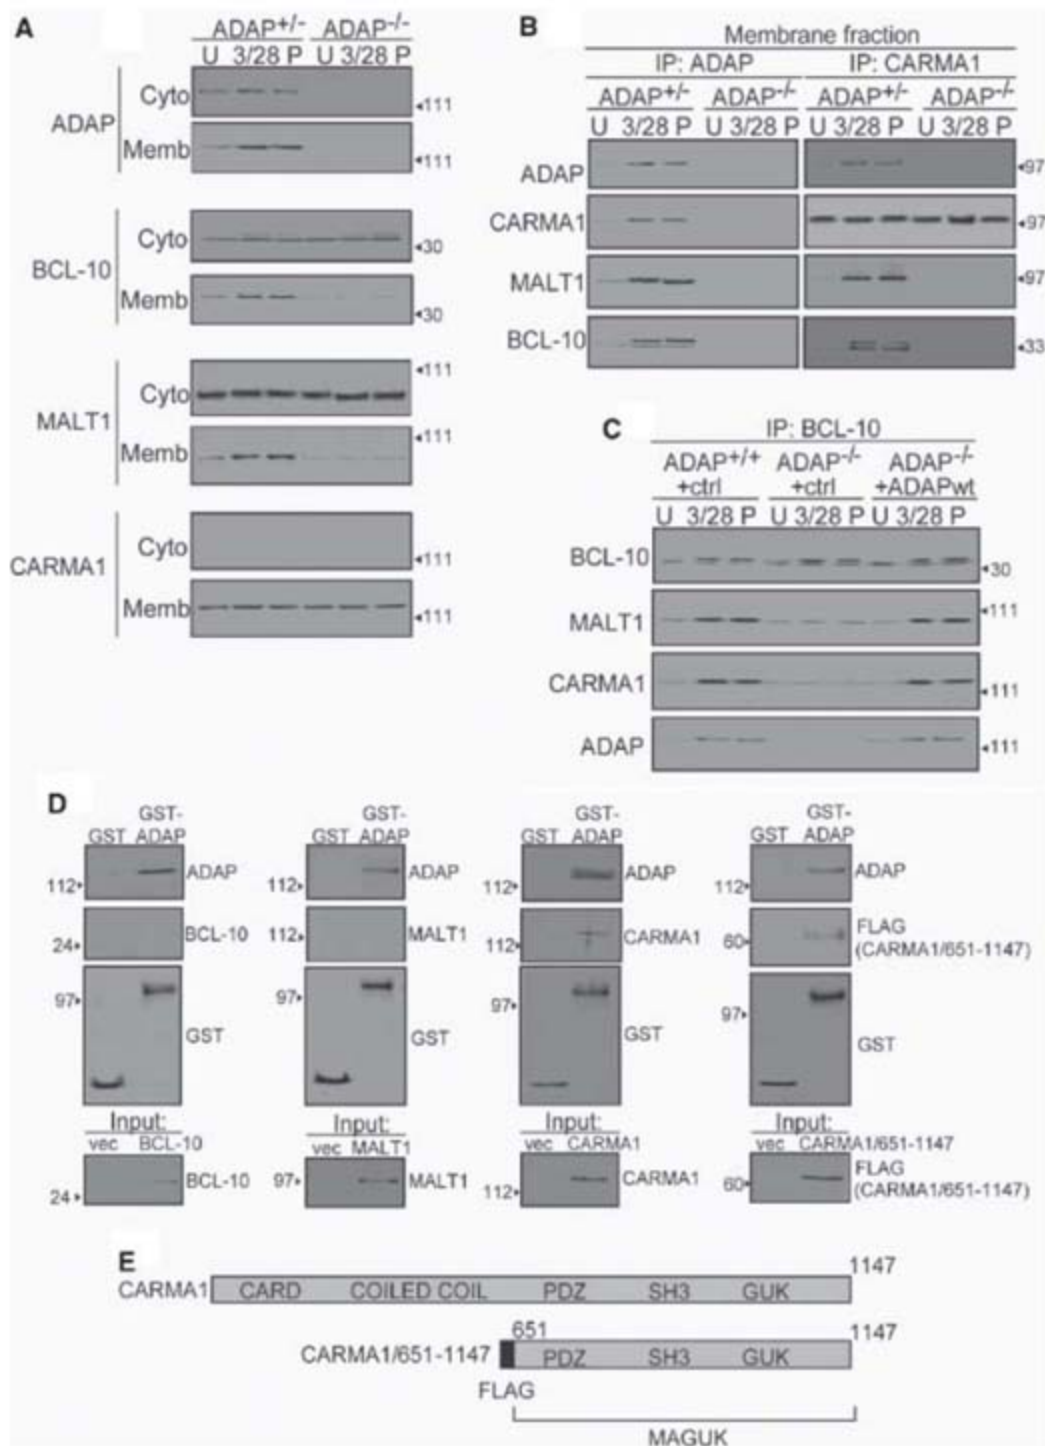 A
ADAP+/- ADAP-/-
U 3/28 P U 3/28 P
ADAP
Cyto
◂111
Memb
◂111
BCL-10
Cyto
◂30
Memb
◂30
MALT1
Cyto
◂111
Memb
◂111
CARMA1
Cyto
◂111
Memb
◂111
B
Membrane fraction
IP: ADAP IP: CARMA1
ADAP+/- ADAP-/- ADAP+/- ADAP-/-
U 3/28 P U 3/28 P U 3/28 P U 3/28 P
ADAP ◂97
CARMA1 ◂97
MALT1 ◂97
BCL-10 ◂33
C
IP: BCL-10
ADAP+/+ ADAP-/- ADAP-/-
+ctrl +ctrl +ADAPwt
U 3/28 P U 3/28 P U 3/28 P
BCL-10 ◂30
MALT1 ◂111
CARMA1 ◂111
ADAP ◂111
D
GST GST-ADAP
112▸ ADAP
24▸ BCL-10
97▸ GST
Input:
vec BCL-10
24▸ BCL-10
GST GST-ADAP
112▸ ADAP
112▸ MALT1
97▸ GST
Input:
vec MALT1
97▸ MALT1
GST GST-ADAP
112▸ ADAP
112▸ CARMA1
97▸ GST
Input:
vec CARMA1
112▸ CARMA1
GST GST-ADAP
112▸ ADAP
60▸ FLAG
(CARMA1/651-1147)
97▸ GST
Input:
vec CARMA1/651-1147
60▸ FLAG
(CARMA1/651-1147)
E
1147
CARMA1 CARD COILED COIL PDZ SH3 GUK
651 1147
CARMA1/651-1147 PDZ SH3 GUK
FLAG
MAGUK